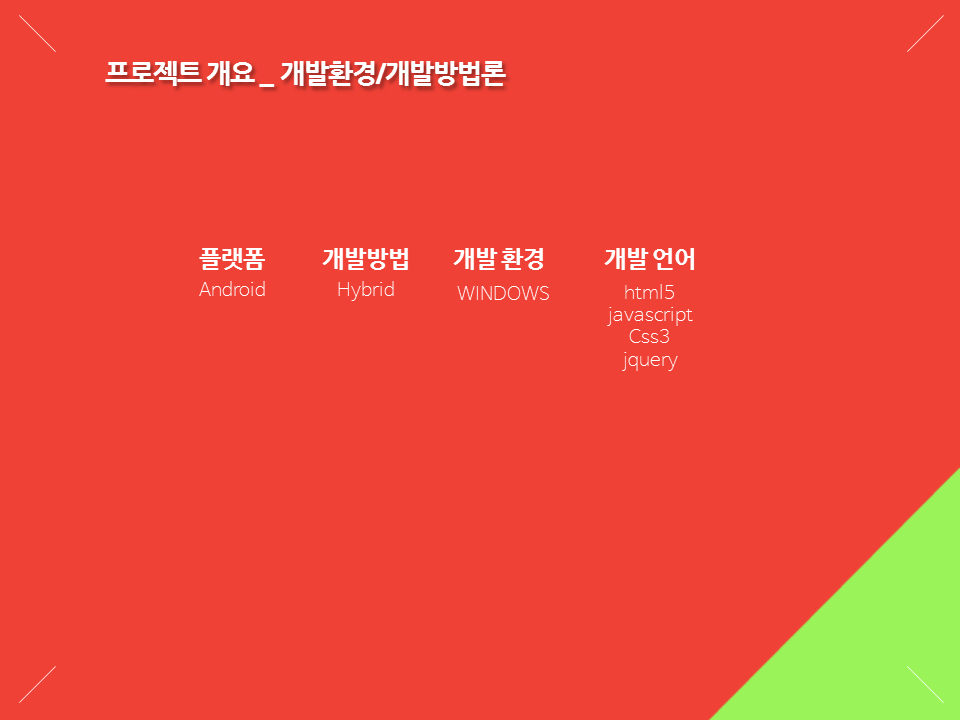 프로젝트 개요 _ 개발환경/개발방법론
플랫폼
Android
개발방법
Hybrid
개발 환경
WINDOWS
개발 언어
html5
javascript
Css3
jquery